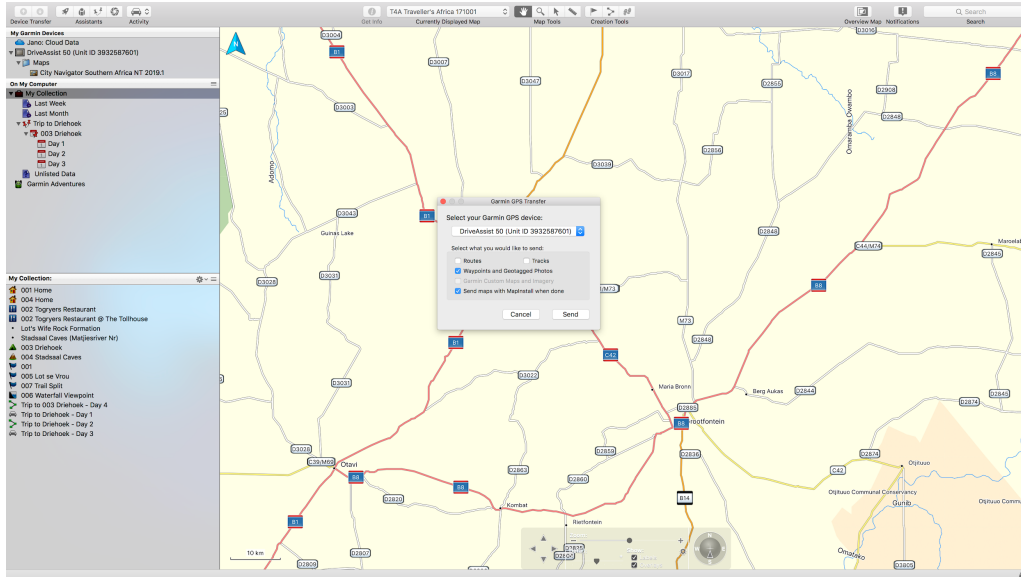 T4A Traveller's Africa 171001
Search
Device Transfer
Assistants
Activity
Get Info
Currently Displayed Map
Map Tools
Creation Tools
Overview Map
Notifications
Search
My Garmin Devices
Jano: Cloud Data
DriveAssist 50 (Unit ID 3932587601)
Maps
City Navigator Southern Africa NT 2019.1
On My Computer
My Collection
Last Week
Last Month
Trip to Driehoek
003 Driehoek
Day 1
Day 2
Day 3
Unlisted Data
Garmin Adventures
My Collection:
001 Home
004 Home
002 Togryers Restaurant
002 Togryers Restaurant @ The Tollhouse
Lot's Wife Rock Formation
Stadsaal Caves (Matjiesriver Nr)
003 Driehoek
004 Stadsaal Caves
001
005 Lot se Vrou
007 Trail Split
006 Waterfall Viewpoint
Trip to Driehoek - Day 4
Trip to Driehoek - Day 1
Trip to Driehoek - Day 2
Trip to Driehoek - Day 3
N
D3004
D3016
B1
D3007
D3017
B8
D3047
D2855
D2908
D3003
D2848
Omaramba Owambo
D2856
D3039
Adomo
D3043
B1
Guinas Lake
D2848
C44/M74
Maroela
D2845
D3028
D3031
B8
Garmin GPS Transfer
Select your Garmin GPS device:
DriveAssist 50 (Unit ID 3932587601)
Select what you would like to send:
Routes
Tracks
Waypoints and Geotagged Photos
Garmin Custom Maps and Imagery
Send maps with MapInstall when done
Cancel
Send
/M73
M73
B1
D2848
C42
D3031
D3022
Maria Bronn
Berg Aukas
D2844
D2845
D2874
D2885
B8
rootfontein
D3028
D2859
D2836
D2874
C39/M69
Otavi
C42
Otjituuo
D2863
B8
D2860
B8
D2820
B14
Otjituuo Communal Conservancy
Gunib
Otjituuo Commu
Kombat
B1
Rietfontein
10 km
D2807
D2809
Omatako
D2805